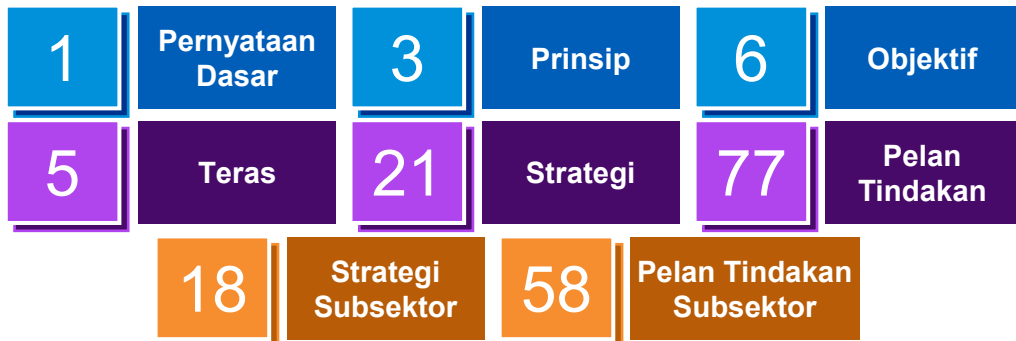 1
Pernyataan
Dasar
3
Prinsip
6
Objektif
5
Teras
21
Strategi
77
Pelan
Tindakan
18
Strategi
Subsektor
58
Pelan Tindakan
Subsektor